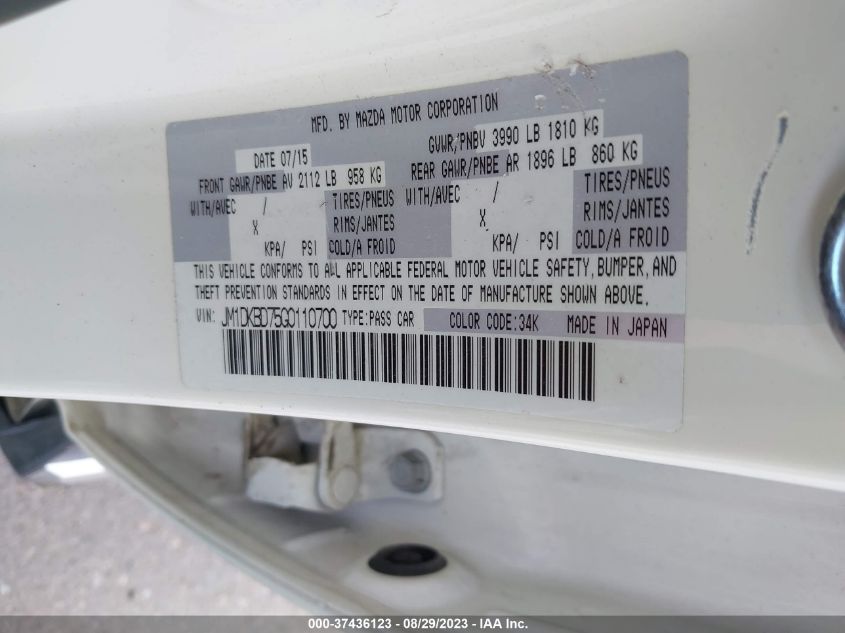 MFD. BY MAZDA MOTOR CORPORATION
DATE 07/15 GVWR/PNBV 3990 LB 1810 KG
FRONT GAWR/PNBE AV 2112 LB 958 KG REAR GAWR/PNBE AR 1896 LB 860 KG
WITH/AVEC / TIRES/PNEUS WITH/AVEC / TIRES/PNEUS
X RIMS/JANTES X RIMS/JANTES
KPA/ PSI COLD/A FROID KPA/ PSI COLD/A FROID
THIS VEHICLE CONFORMS TO ALL APPLICABLE FEDERAL MOTOR VEHICLE SAFETY, BUMPER, AND
THEFT PREVENTION STANDARDS IN EFFECT ON THE DATE OF MANUFACTURE SHOWN ABOVE.
VIN: JM1DKBD75G0110700 TYPE:PASS CAR COLOR CODE:34K MADE IN JAPAN
000-37436123 - 08/29/2023 - IAA Inc.